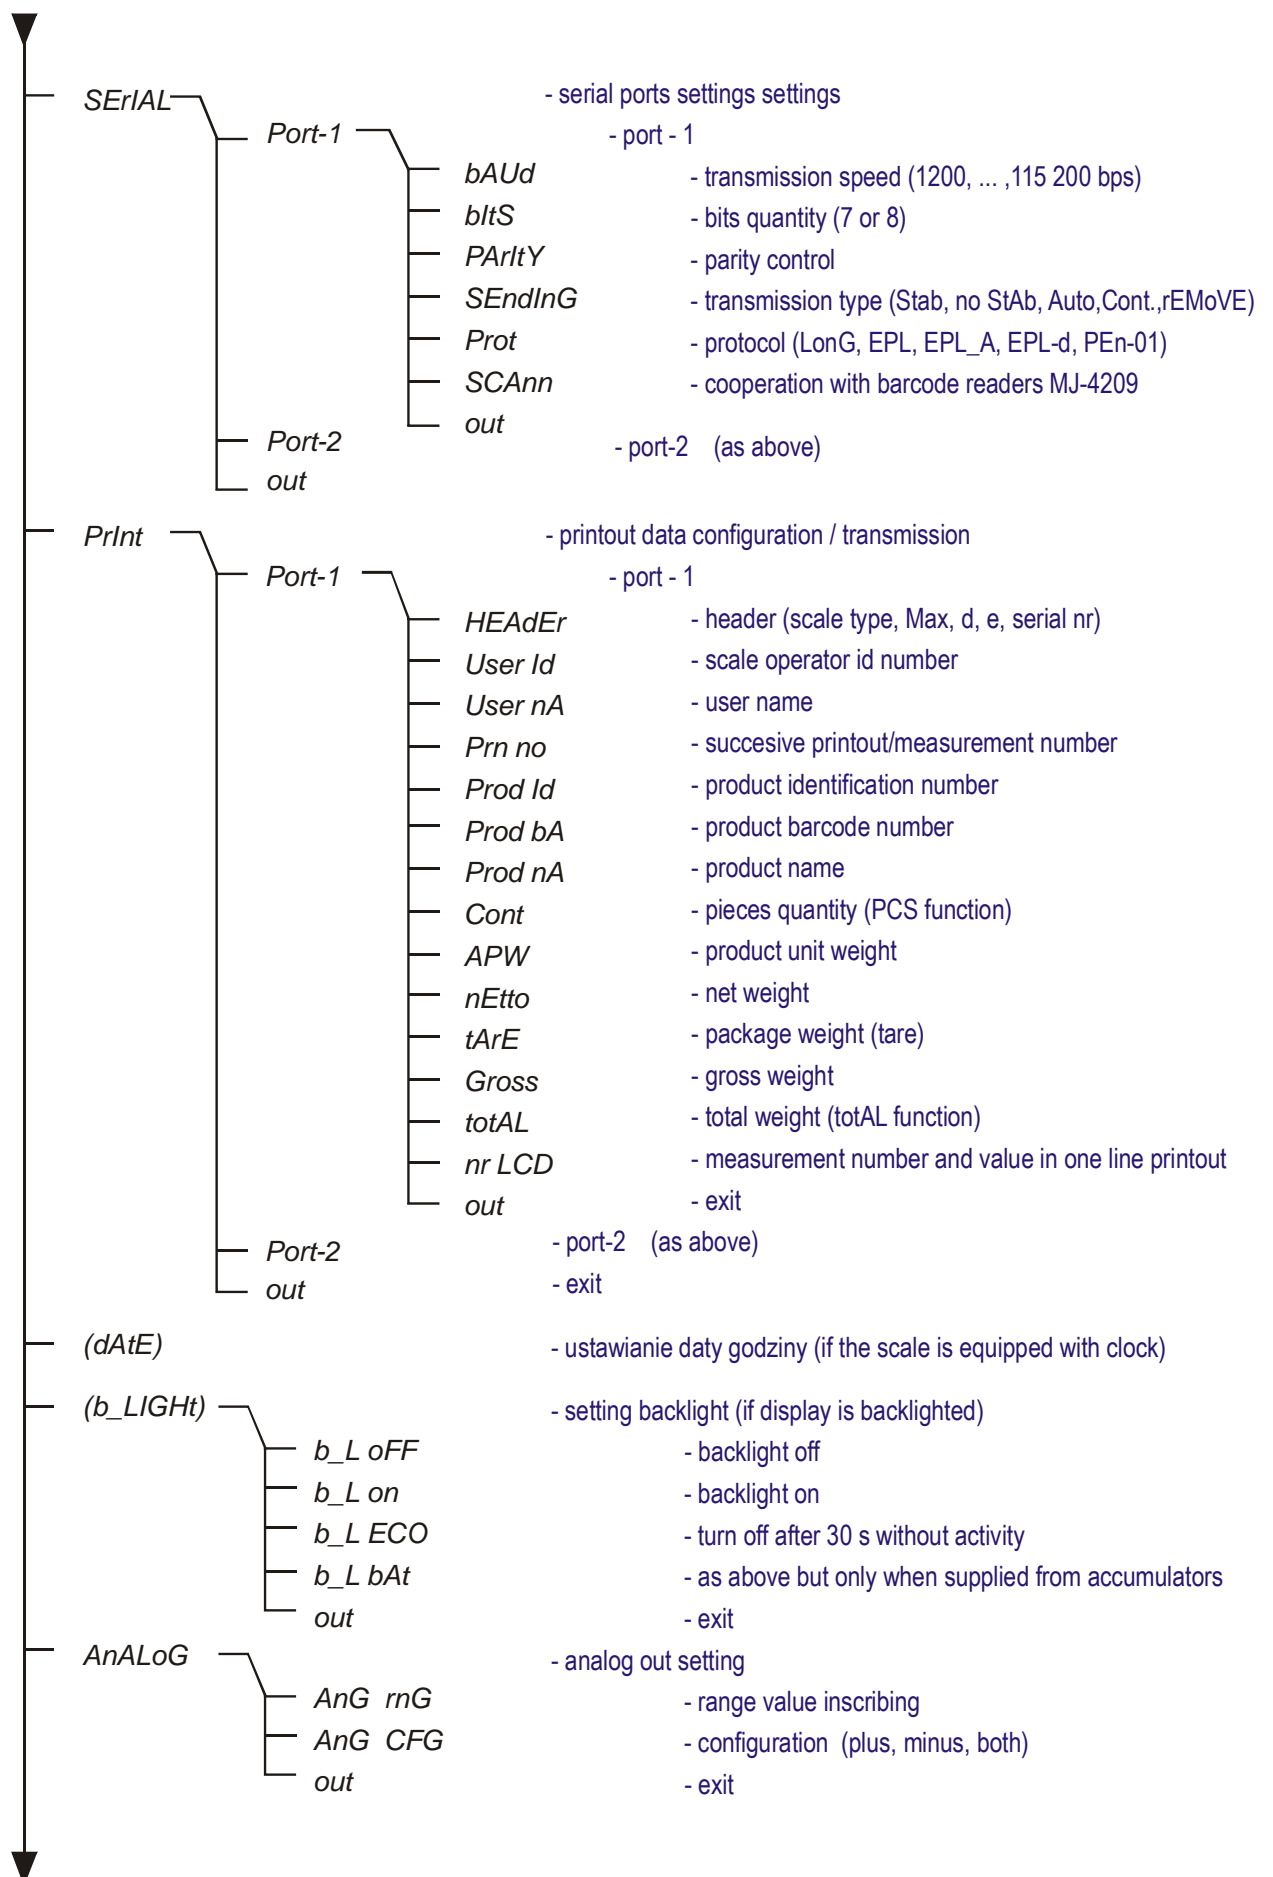 SErIAL - serial ports settings settings
Port-1 - port - 1
bAUd - transmission speed (1200, ... ,115 200 bps)
bItS - bits quantity (7 or 8)
PArItY - parity control
SEndInG - transmission type (Stab, no StAb, Auto,Cont.,rEMoVE)
Prot - protocol (LonG, EPL, EPL_A, EPL-d, PEn-01)
SCAnn - cooperation with barcode readers MJ-4209
out
Port-2 - port-2 (as above)
out
PrInt - printout data configuration / transmission
Port-1 - port - 1
HEAdEr - header (scale type, Max, d, e, serial nr)
User Id - scale operator id number
User nA - user name
Prn no - succesive printout/measurement number
Prod Id - product identification number
Prod bA - product barcode number
Prod nA - product name
Cont - pieces quantity (PCS function)
APW - product unit weight
nEtto - net weight
tArE - package weight (tare)
Gross - gross weight
totAL - total weight (totAL function)
nr LCD - measurement number and value in one line printout
out - exit
Port-2 - port-2 (as above)
out - exit
(dAtE) - ustawianie daty godziny (if the scale is equipped with clock)
(b_LIGHt) - setting backlight (if display is backlighted)
b_L oFF - backlight off
b_L on - backlight on
b_L ECO - turn off after 30 s without activity
b_L bAt - as above but only when supplied from accumulators
out - exit
AnALoG - analog out setting
AnG rnG - range value inscribing
AnG CFG - configuration (plus, minus, both)
out - exit